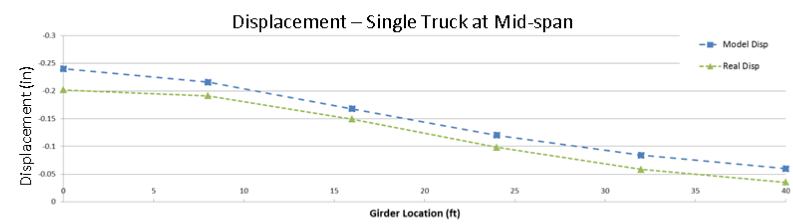 Displacement – Single Truck at Mid-span
-0.3
-0.25
-0.2
-0.15
-0.1
-0.05
0
Displacement (in)
Model Disp
Real Disp
0 5 10 15 20 25 30 35 40
Girder Location (ft)